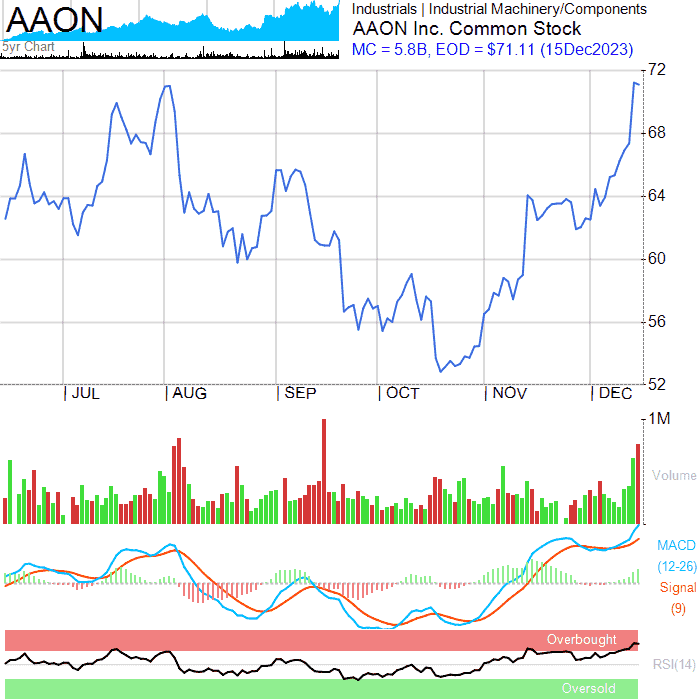 AAON
5yr Chart
Industrials | Industrial Machinery/Components
AAON Inc. Common Stock
MC = 5.8B, EOD = $71.11 (15Dec2023)
72
68
64
60
56
52
JUL
AUG
SEP
OCT
NOV
DEC
1M
Volume
MACD
(12-26)
Signal
(9)
Overbought
RSI(14)
Oversold